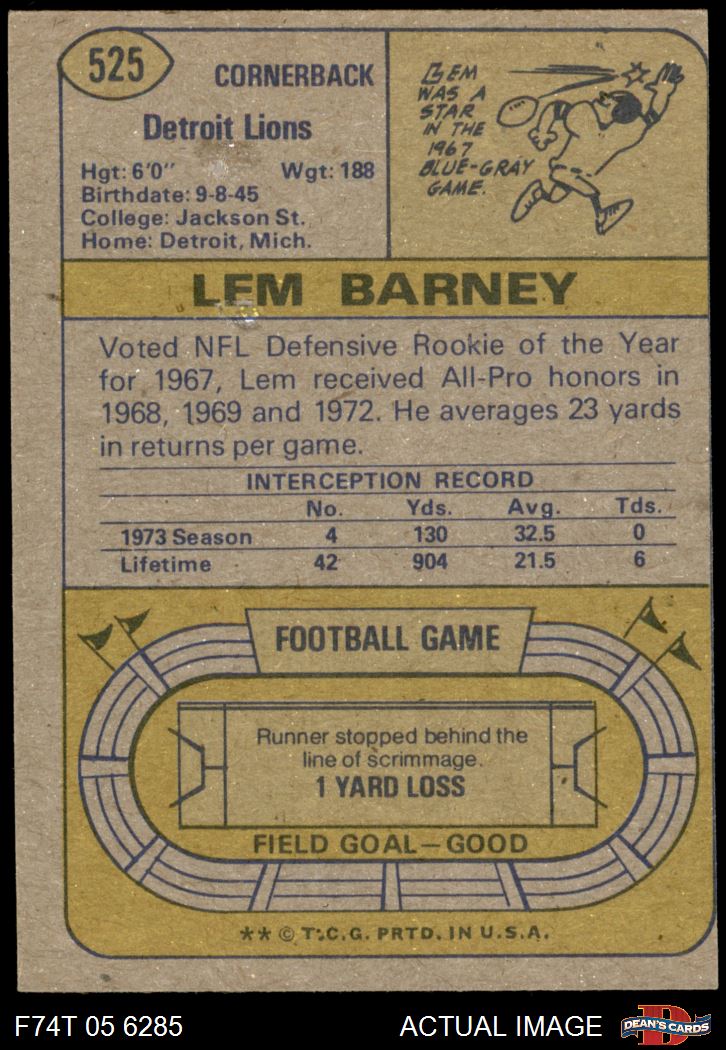 525
CORNERBACK
Detroit Lions
Hgt: 6'0" Wgt: 188
Birthdate: 9-8-45
College: Jackson St.
Home: Detroit, Mich.
LEM
WAS A
STAR
IN THE
1967
BLUE-GRAY
GAME.
LEM BARNEY
Voted NFL Defensive Rookie of the Year
for 1967, Lem received All-Pro honors in
1968, 1969 and 1972. He averages 23 yards
in returns per game.
INTERCEPTION RECORD
No. Yds. Avg. Tds.
1973 Season 4 130 32.5 0
Lifetime 42 904 21.5 6
FOOTBALL GAME
Runner stopped behind the
line of scrimmage.
1 YARD LOSS
FIELD GOAL—GOOD
** © T.C.G. PRTD. IN U.S.A.
F74T 05 6285 ACTUAL IMAGE
D
DEAN'S CARDS